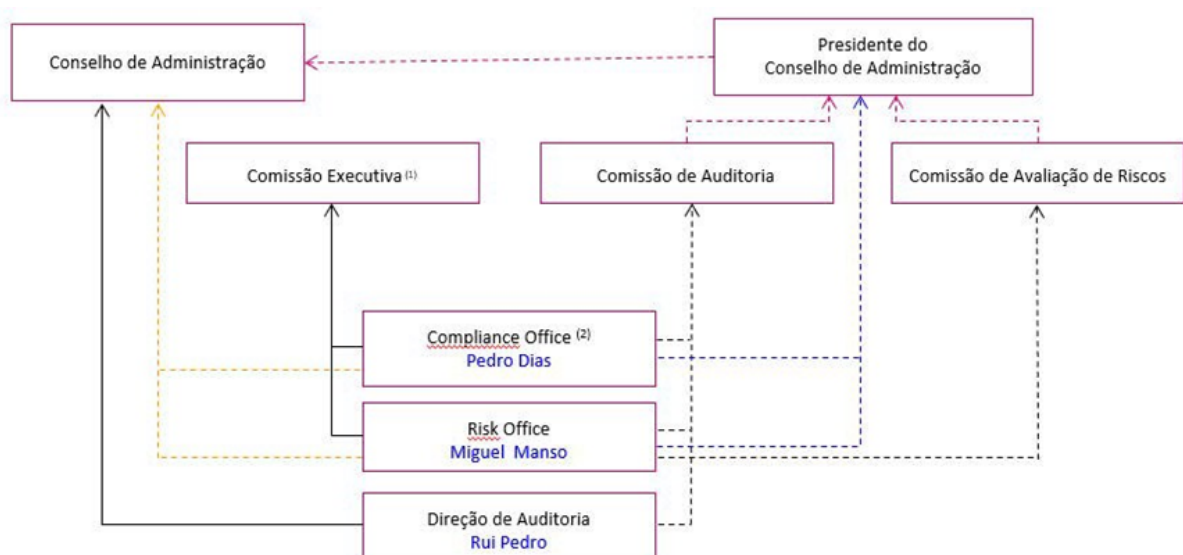 Conselho de Administração
Presidente do
Conselho de Administração
Comissão Executiva (1)
Comissão de Auditoria
Comissão de Avaliação de Riscos
Compliance Office (2)
Pedro Dias
Risk Office
Miguel Manso
Direção de Auditoria
Rui Pedro